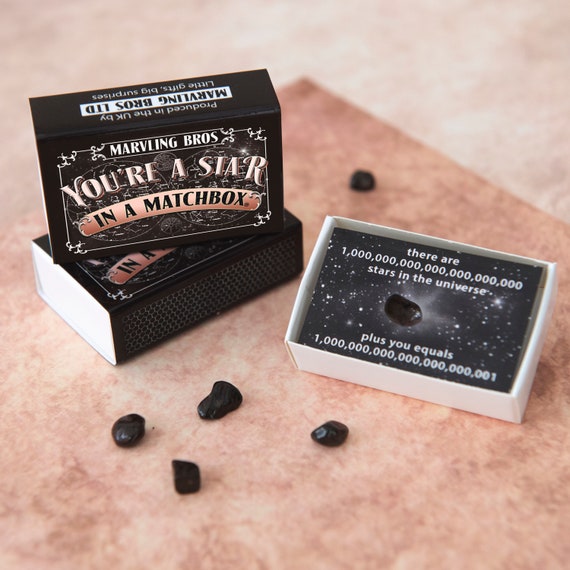 Produced in the UK by
MARVLING BROS LTD
Little gifts, big surprises
MARVLING BROS
YOU'RE A STAR
IN A MATCHBOX
IN A M
there are
1,000,000,000,000,000,000,000
stars in the universe
plus you equals
1,000,000,000,000,000,000,001